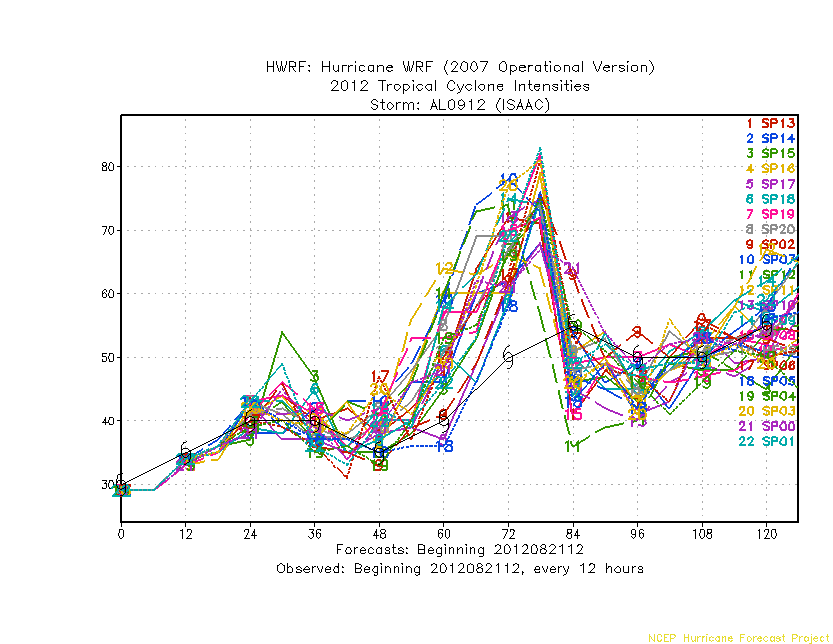 HWRF: Hurricane WRF (2007 Operational Version)
2012 Tropical Cyclone Intensities
Storm: AL0912 (ISAAC)
1 SP13
2 SP14
3 SP15
4 SP16
5 SP17
6 SP18
7 SP19
8 SP20
9 SP02
10 SP07
11 SP12
12 SP11
13 SP10
14 SP09
17 SP06
18 SP05
19 SP04
20 SP03
21 SP00
22 SP01
80
70
60
50
40
30
0 12 24 36 48 60 72 84 96 108 120
Forecasts: Beginning 2012082112
Observed: Beginning 2012082112, every 12 hours
NCEP Hurricane Forecast Project